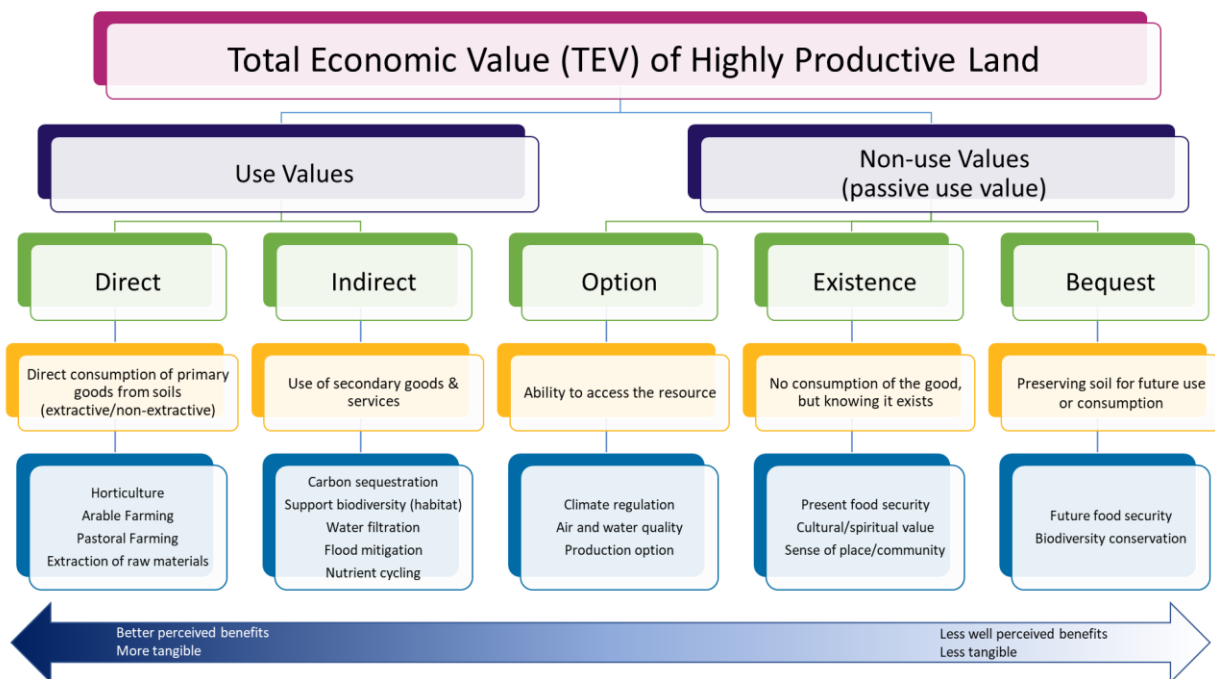 Total Economic Value (TEV) of Highly Productive Land
Use Values
Non-use Values
(passive use value)
Direct
Indirect
Option
Existence
Bequest
Direct consumption of primary
goods from soils
(extractive/non-extractive)
Use of secondary goods &
services
Ability to access the resource
No consumption of the good,
but knowing it exists
Preserving soil for future use
or consumption
Horticulture
Arable Farming
Pastoral Farming
Extraction of raw materials
Carbon sequestration
Support biodiversity (habitat)
Water filtration
Flood mitigation
Nutrient cycling
Climate regulation
Air and water quality
Production option
Present food security
Cultural/spiritual value
Sense of place/community
Future food security
Biodiversity conservation
Better perceived benefits
More tangible
Less well perceived benefits
Less tangible